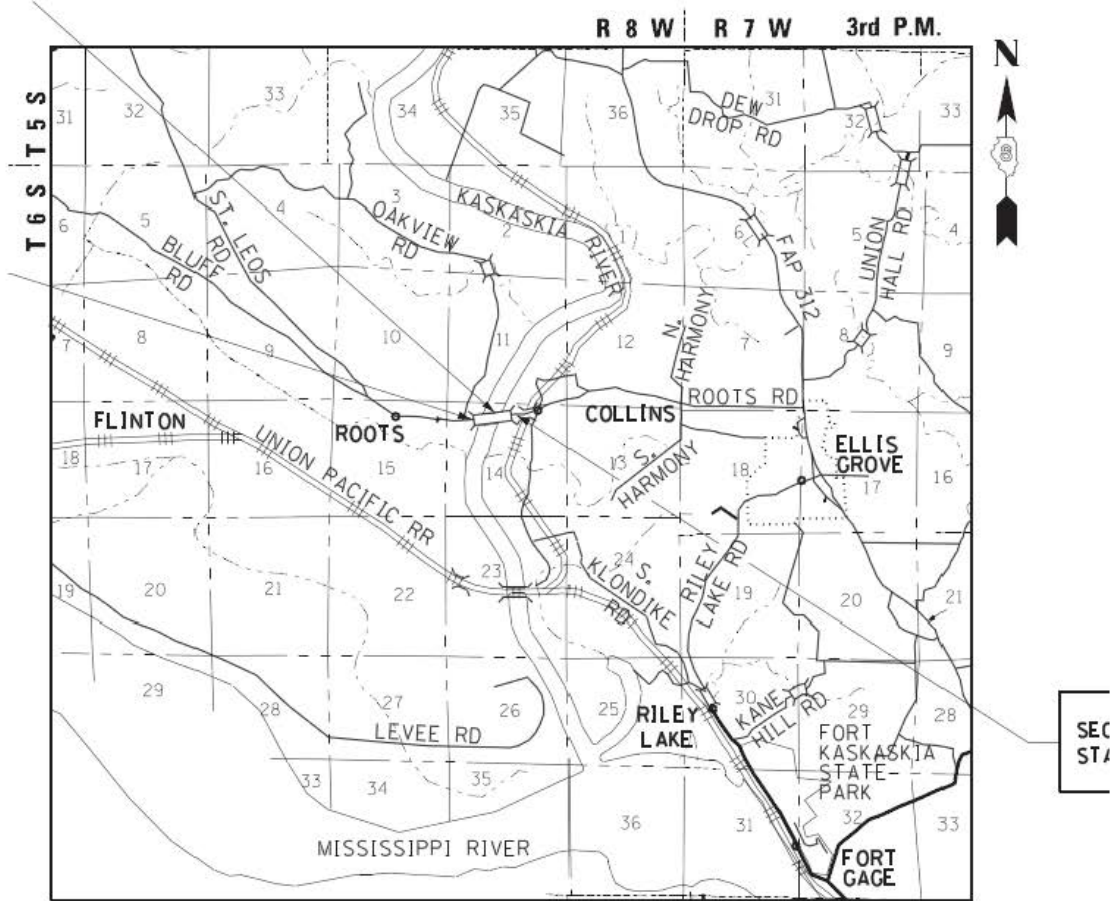 R 8 W R 7 W 3rd P.M.
N
T6S T5S
31 32 33 34 35 36 31 32 33
DEW
DROP RD
6 5 4 3 2 1 6 5 4
ST. LEOS
RD
BLUFF
RD
OAKVIEW
RD
KASKASKIA
RIVER
FAP 312
UNION
HALL RD
7 8 9 10 11 12 7 8 9
N.
HARMONY
ROOTS RD
FLINTON
ROOTS
COLLINS
ELLIS
GROVE
UNION PACIFIC RR
18 17 16 15 14 13 18 17 16
S.
HARMONY
19 20 21 22 23 24 19 20 21
S.
KLONDIKE
RD
RILEY
LAKE RD
29 28 27 26 25 30 29 28
LEVEE RD
RILEY
LAKE
KANE
HILL RD
FORT
KASKASKIA
STATE
PARK
33 34 35 36 31 32 33
MISSISSIPPI RIVER
FORT
GAGE
SEC
STA